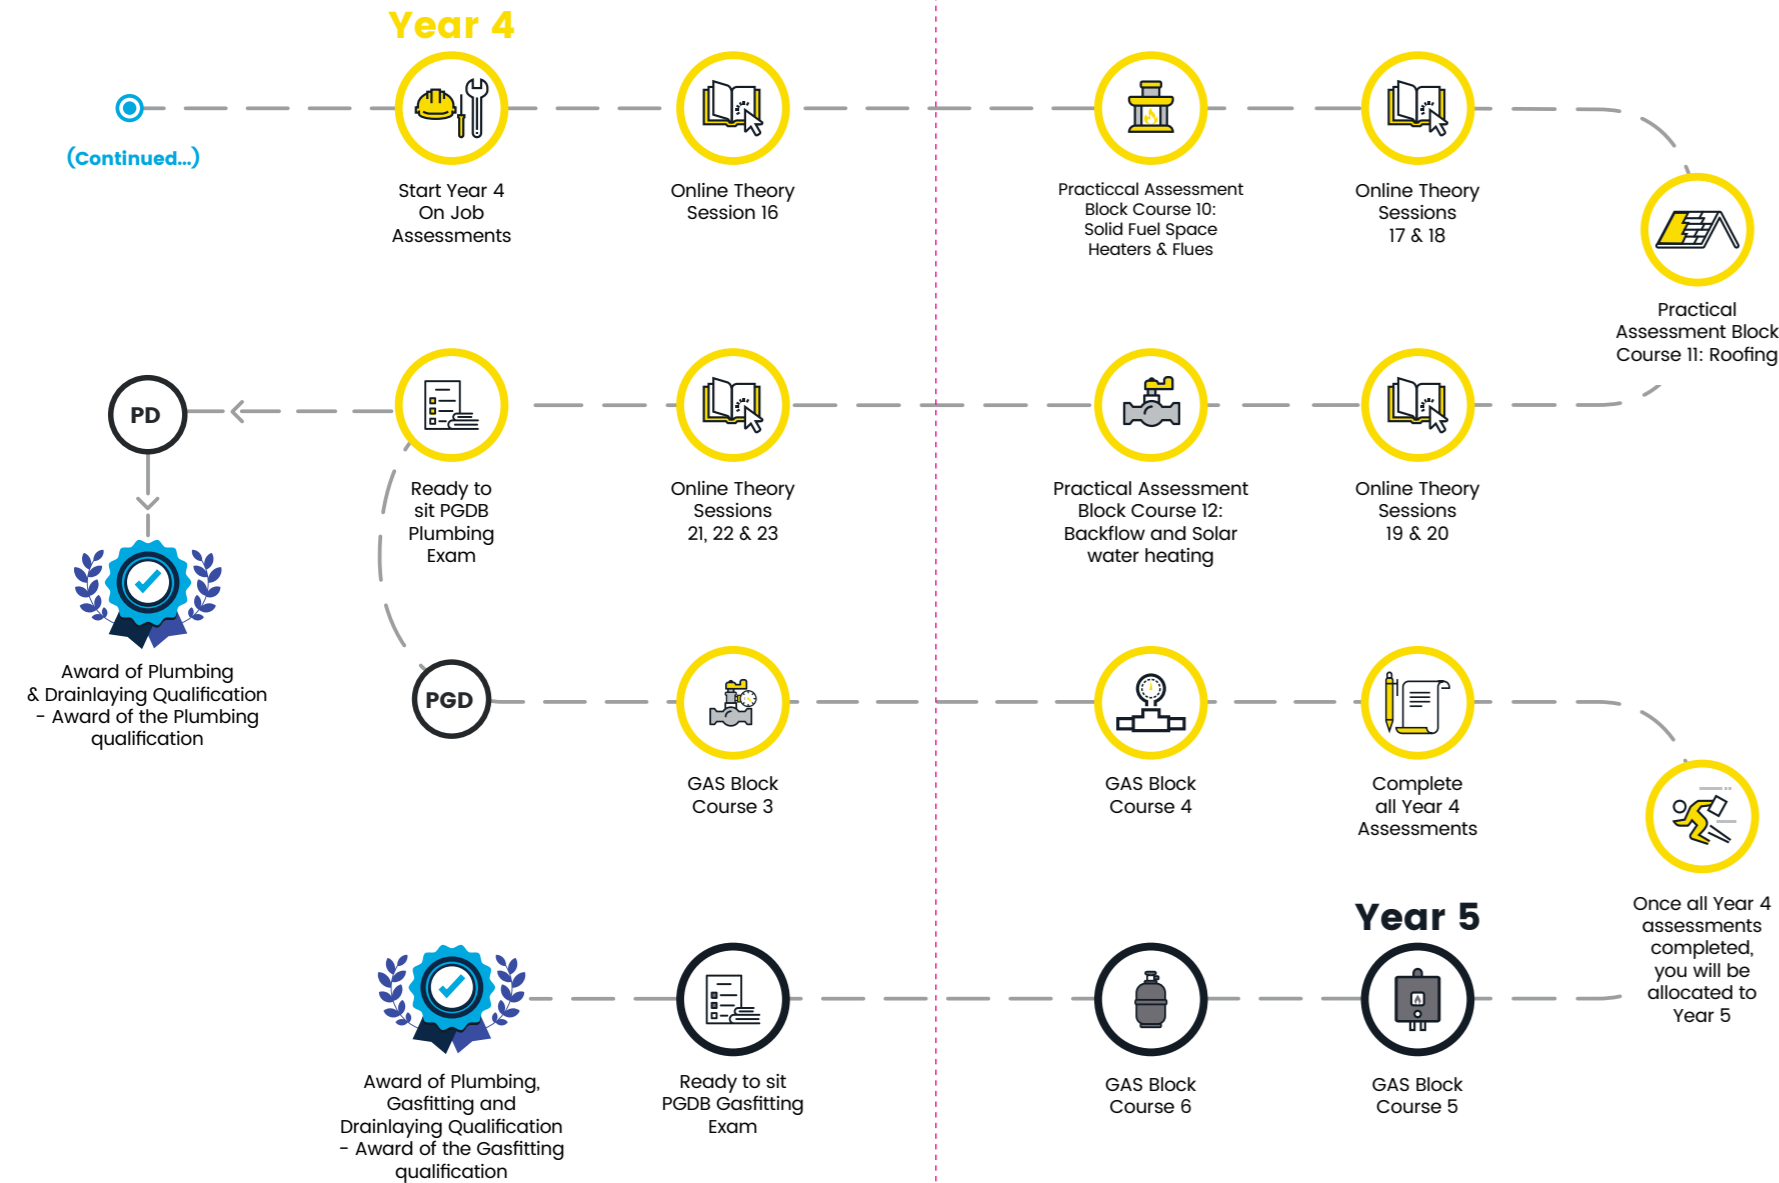 Year 4
(Continued...)
Start Year 4
On Job
Assessments
Online Theory
Session 16
Practiccal Assessment
Block Course 10:
Solid Fuel Space
Heaters & Flues
Online Theory
Sessions
17 & 18
Practical
Assessment Block
Course 11: Roofing
Online Theory
Sessions
19 & 20
Practical Assessment
Block Course 12:
Backflow and Solar
water heating
Online Theory
Sessions
21, 22 & 23
Ready to
sit PGDB
Plumbing
Exam
PD
Award of Plumbing
& Drainlaying Qualification
- Award of the Plumbing
qualification
PGD
GAS Block
Course 3
GAS Block
Course 4
Complete
all Year 4
Assessments
Once all Year 4
assessments
completed,
you will be
allocated to
Year 5
Year 5
GAS Block
Course 5
GAS Block
Course 6
Ready to sit
PGDB Gasfitting
Exam
Award of Plumbing,
Gasfitting and
Drainlaying Qualification
- Award of the Gasfitting
qualification